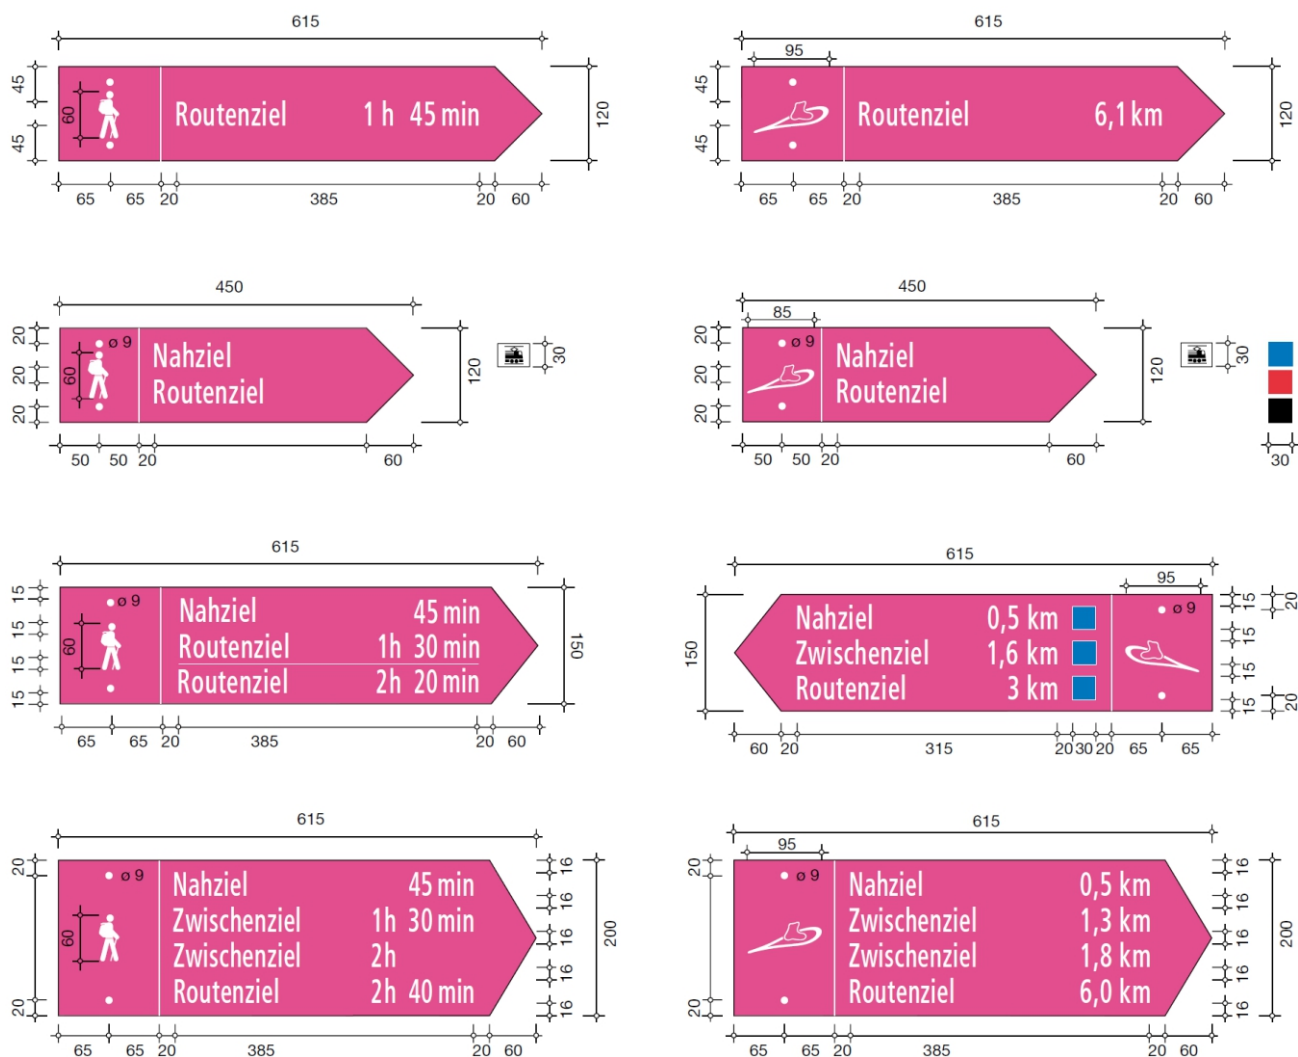 615
45
45
60
Routenziel 1 h 45 min
120
65 65 20 385 20 60
615
95
45
45
Routenziel 6,1 km
120
65 65 20 385 20 60
450
20
20
20
60
ø 9
Nahziel
Routenziel
120
30
50 50 20 60
450
85
20
20
20
ø 9
Nahziel
Routenziel
120
30
30
50 50 20 60
615
15
15
15
15
60
ø 9
Nahziel 45 min
Routenziel 1h 30 min
Routenziel 2h 20 min
150
65 65 20 385 20 60
615
95
150
Nahziel 0,5 km
Zwischenziel 1,6 km
Routenziel 3 km
ø 9
15
15
15
15
20
20
60 20 315 20 30 20 65 65
615
20
20
60
ø 9
Nahziel 45 min
Zwischenziel 1h 30 min
Zwischenziel 2h
Routenziel 2h 40 min
16
16
16
16
16
200
65 65 20 385 20 60
615
95
20
20
ø 9
Nahziel 0,5 km
Zwischenziel 1,3 km
Zwischenziel 1,8 km
Routenziel 6,0 km
16
16
16
16
16
200
65 65 20 385 20 60